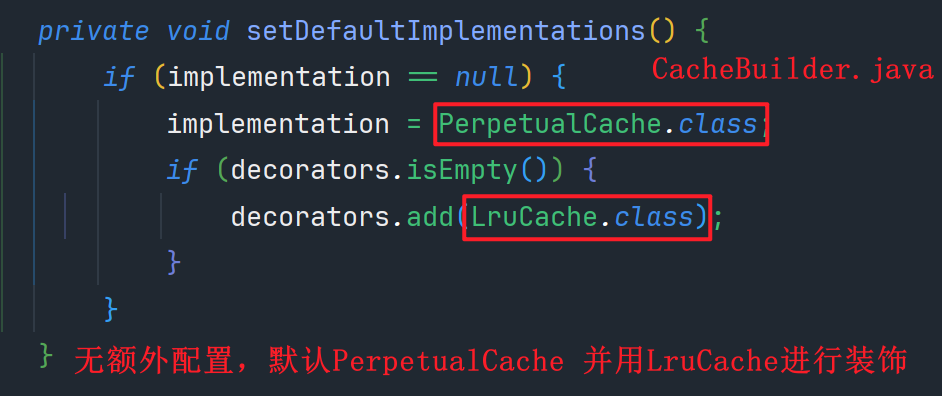 private void setDefaultImplementations() {
if (implementation == null) {
CacheBuilder.java
implementation = PerpetualCache.class;
if (decorators.isEmpty()) {
decorators.add(LruCache.class);
}
}
}
无额外配置，默认PerpetualCache 并用LruCache进行装饰